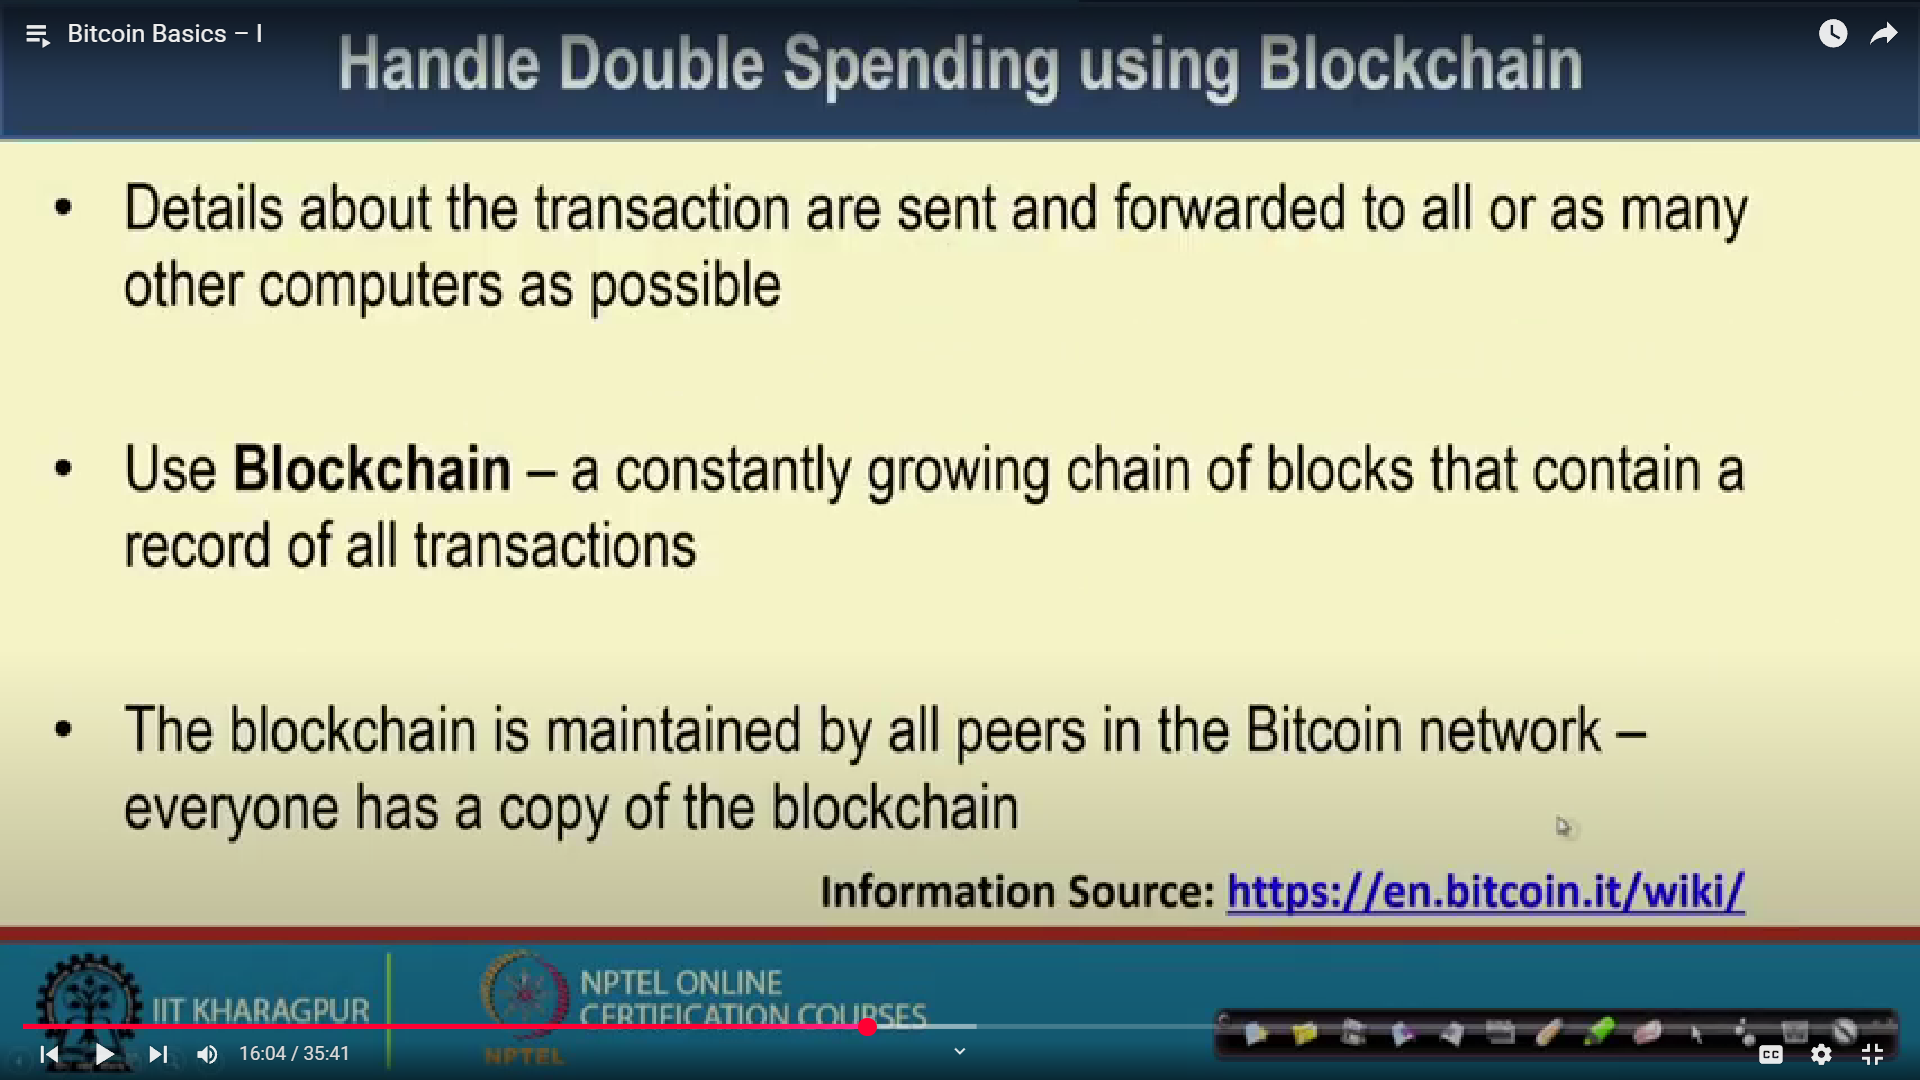 Bitcoin Basics – I
Handle Double Spending using Blockchain
• Details about the transaction are sent and forwarded to all or as many
other computers as possible
• Use Blockchain – a constantly growing chain of blocks that contain a
record of all transactions
• The blockchain is maintained by all peers in the Bitcoin network –
everyone has a copy of the blockchain
Information Source: https://en.bitcoin.it/wiki/
IIT KHARAGPUR
NPTEL ONLINE
CERTIFICATION COURSES
NPTEL
16:04 / 35:41
CC